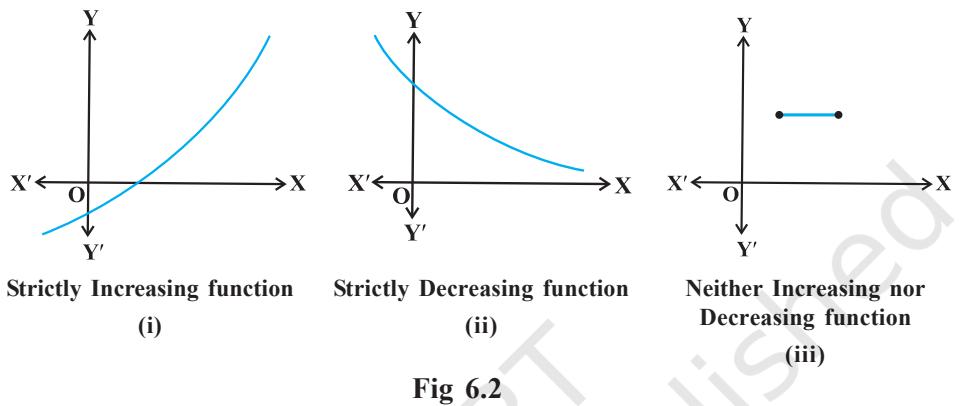 Y
X′
O
X
Y′
Strictly Increasing function
(i)
Y
X′
O
X
Y′
Strictly Decreasing function
(ii)
Y
X′
O
X
Y′
Neither Increasing nor
Decreasing function
(iii)
Fig 6.2